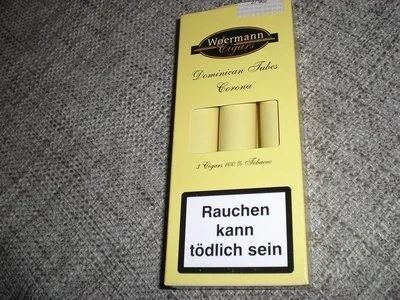 Woermann
Cigars
Dominican Tubes
Corona
3 Cigars 100 % Tobacco
Rauchen
kann
tödlich sein